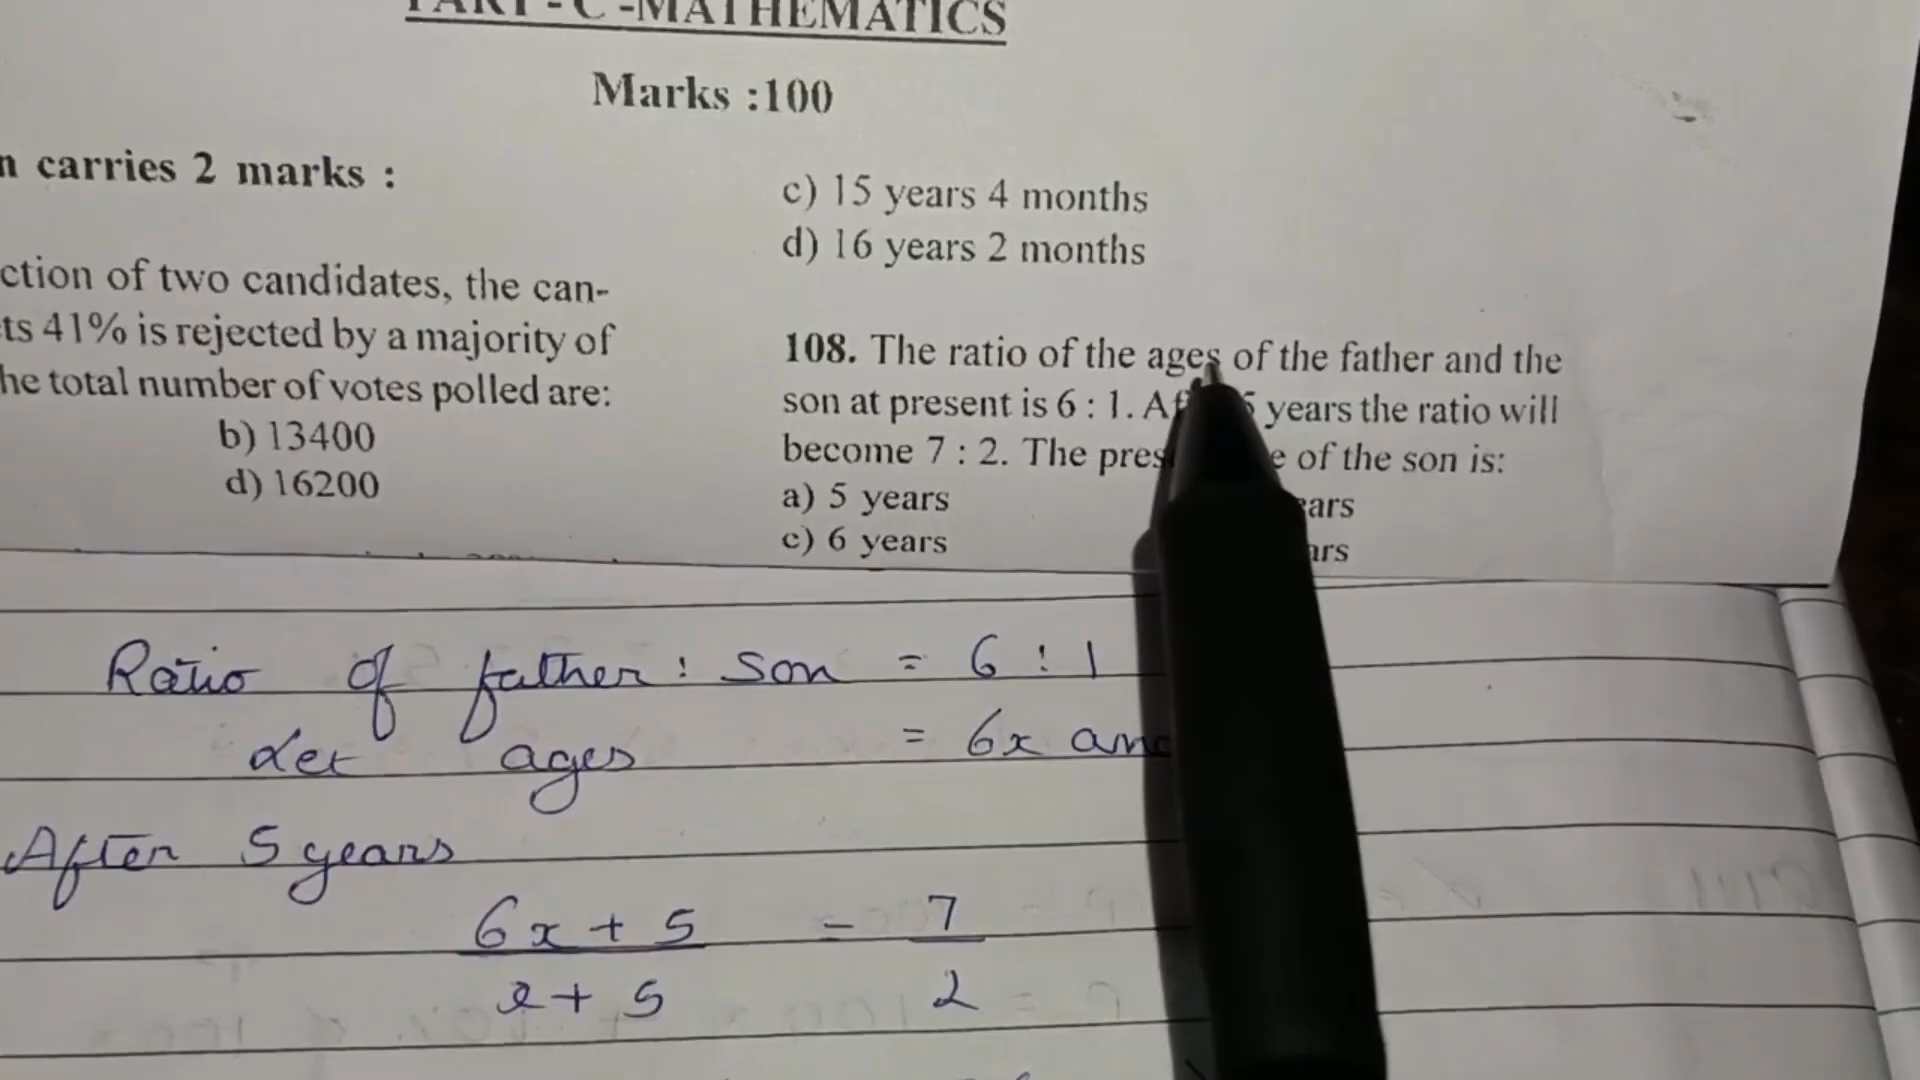 PART - C - MATHEMATICS
Marks :100
carries 2 marks :
ction of two candidates, the can-
ts 41% is rejected by a majority of
he total number of votes polled are:
b) 13400
d) 16200
c) 15 years 4 months
d) 16 years 2 months
108. The ratio of the ages of the father and the
son at present is 6 : 1. 5 years the ratio will
become 7 : 2. The of the son is:
a) 5 years
c) 6 years
Ratio of father : son = 6 : 1
Let ages = 6x and
After 5 years
6x + 5 = 7
x + 5 2